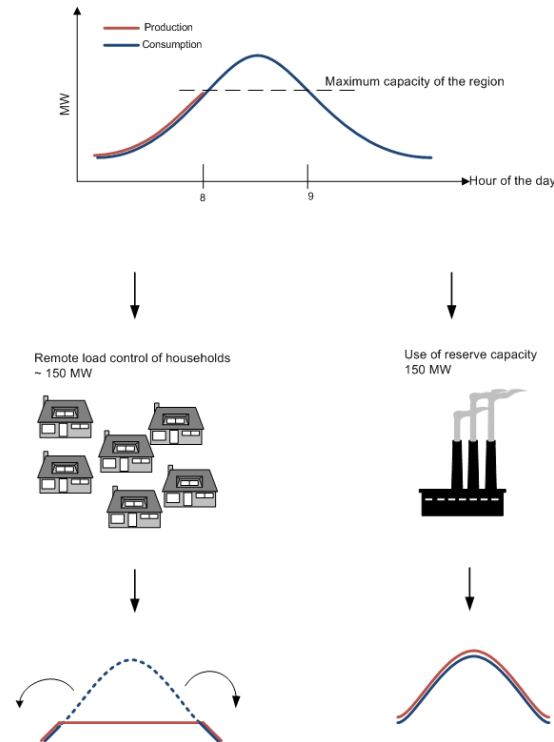 Production
Consumption
Maximum capacity of the region
MW
Hour of the day
8
9
Remote load control of households
~ 150 MW
Use of reserve capacity
150 MW